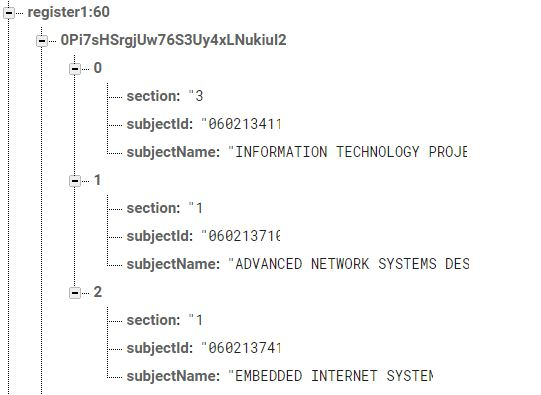 register1:60
0Pi7sHSrgjUw76S3Uy4xLNukiuI2
0
section: "3
subjectId: "060213411
subjectName: "INFORMATION TECHNOLOGY PROJE
1
section: "1
subjectId: "060213716
subjectName: "ADVANCED NETWORK SYSTEMS DES
2
section: "1
subjectId: "060213741
subjectName: "EMBEDDED INTERNET SYSTEM